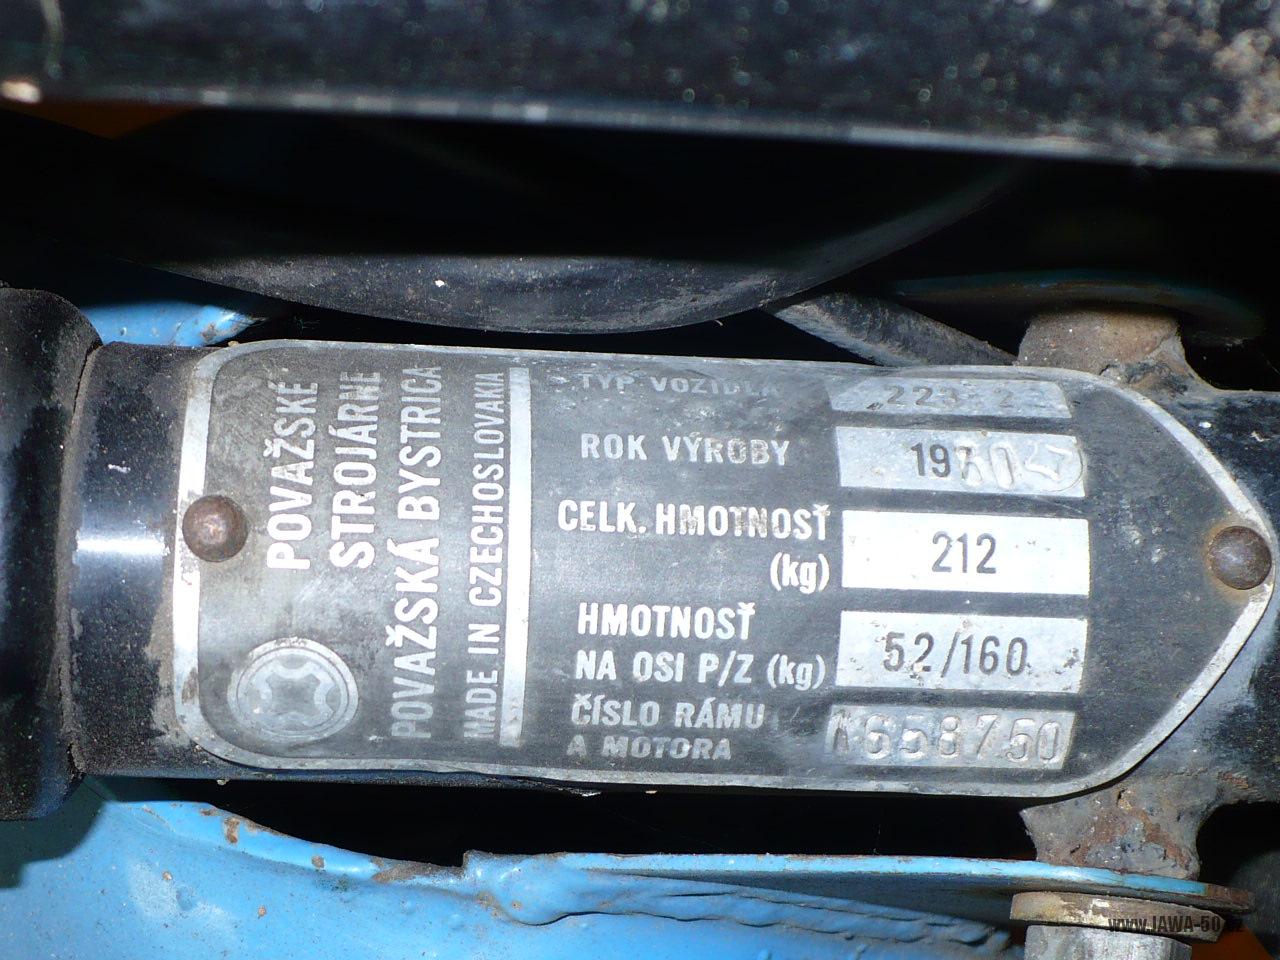 POVAŽSKÉ
STROJÁRNE
POVAŽSKÁ BYSTRICA
MADE IN CZECHOSLOVAKIA
TYP VOZIDLA
ROK VÝROBY
CELK. HMOTNOSŤ
(kg) 212
HMOTNOSŤ
NA OSI P/Z (kg) 52/160
ČÍSLO RÁMU
A MOTORA 658750
www.JAWA-50.cz